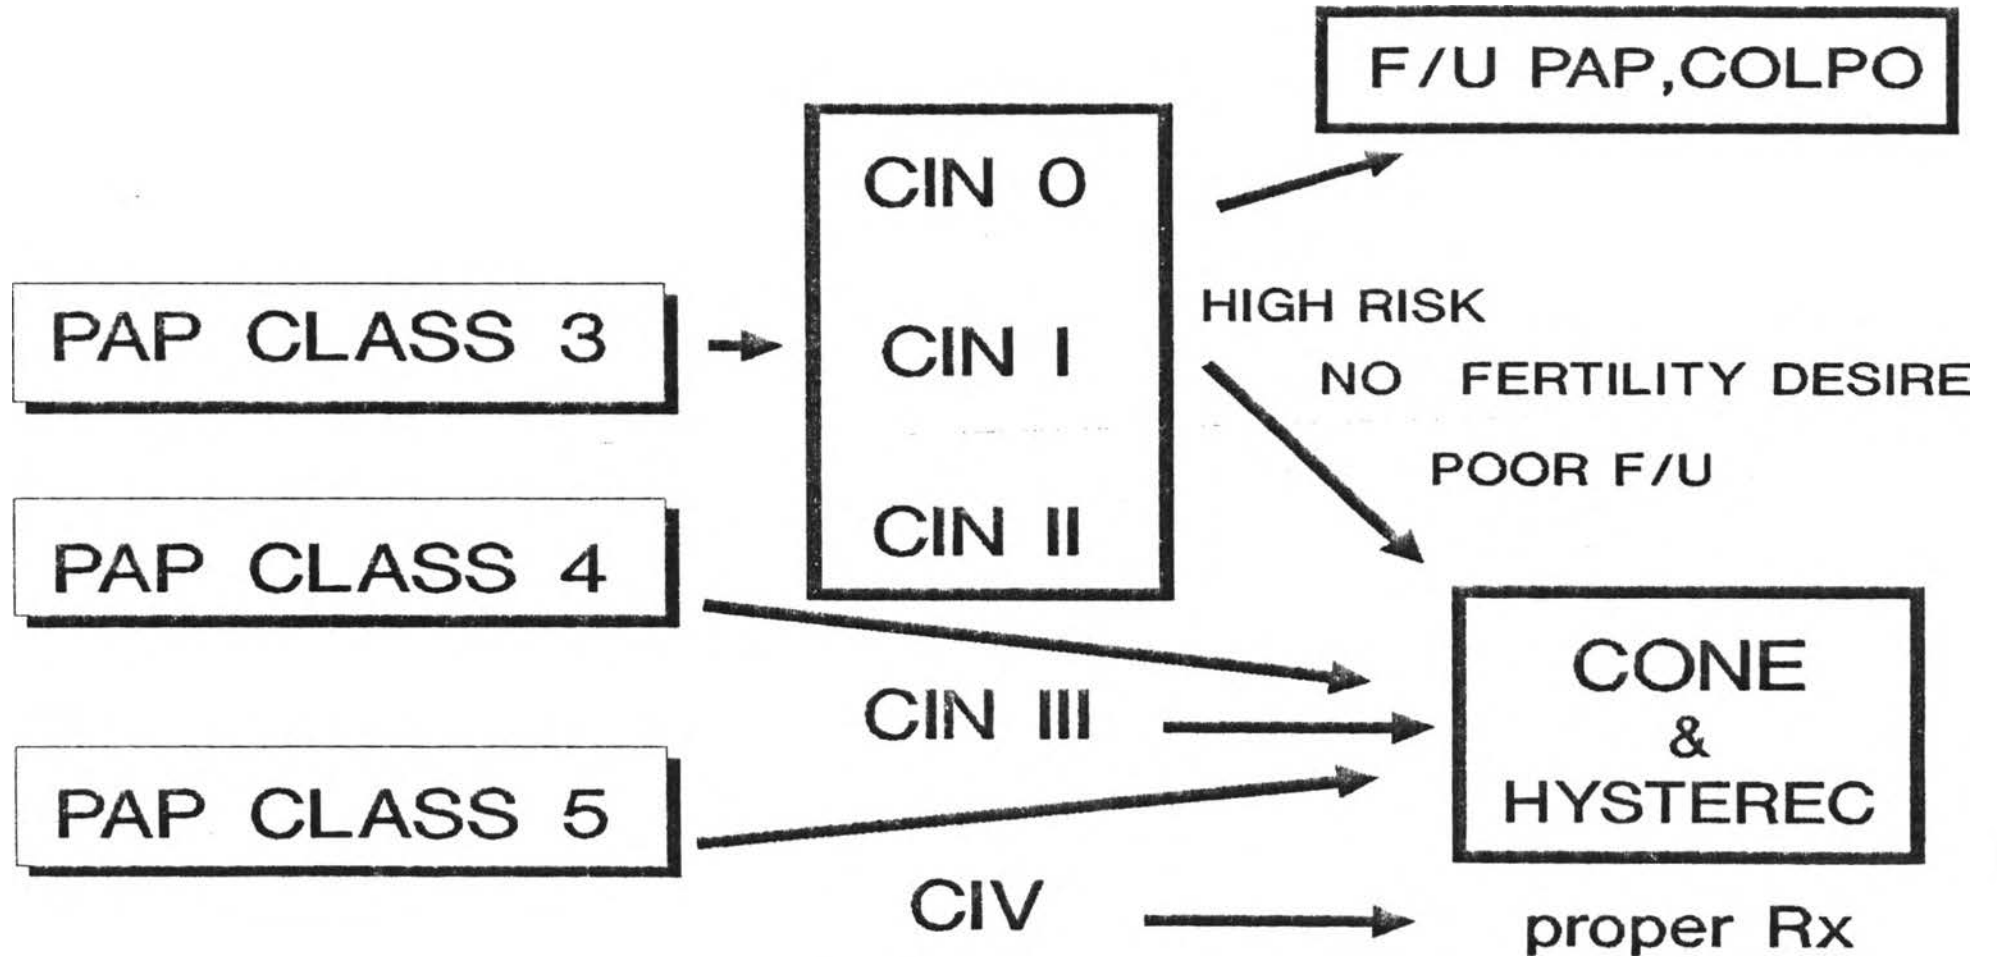 F/U PAP,COLPO
CIN 0
PAP CLASS 3
CIN I
HIGH RISK
NO FERTILITY DESIRE
POOR F/U
CIN II
PAP CLASS 4
CIN III
CONE
&
HYSTEREC
PAP CLASS 5
CIV
proper Rx